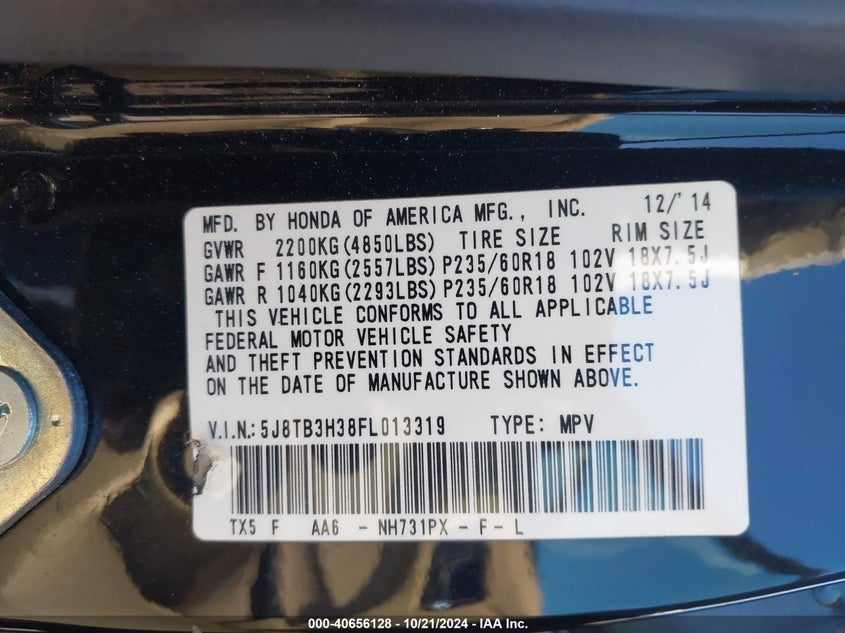 MFD. BY HONDA OF AMERICA MFG., INC. 12/'14
GVWR 2200KG(4850LBS) TIRE SIZE RIM SIZE
GAWR F 1160KG(2557LBS) P235/60R18 102V 18X7.5J
GAWR R 1040KG(2293LBS) P235/60R18 102V 18X7.5J
THIS VEHICLE CONFORMS TO ALL APPLICABLE
FEDERAL MOTOR VEHICLE SAFETY
AND THEFT PREVENTION STANDARDS IN EFFECT
ON THE DATE OF MANUFACTURE SHOWN ABOVE.
V.I.N.: 5J8TB3H38FL013319 TYPE: MPV
TX5 F AA6 - NH731PX - F - L
000-40656128 - 10/21/2024 - IAA Inc.